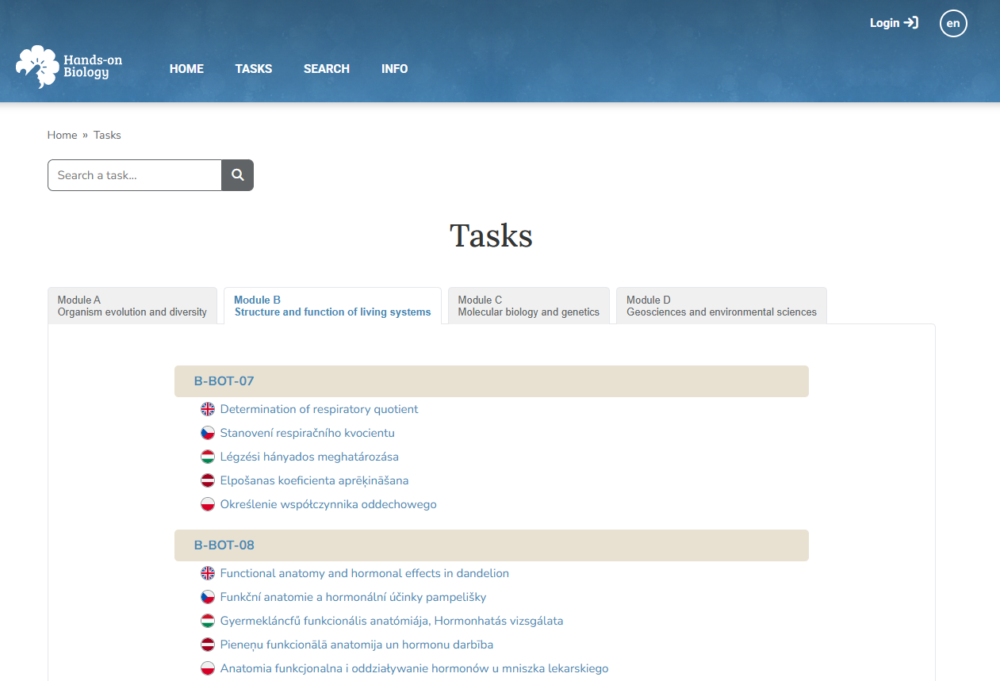 Login
en
Hands-on
Biology
HOME
TASKS
SEARCH
INFO
Home » Tasks
Search a task...
Tasks
Module A
Organism evolution and diversity
Module B
Structure and function of living systems
Module C
Molecular biology and genetics
Module D
Geosciences and environmental sciences
B-BOT-07
Determination of respiratory quotient
Stanovení respiračního kvocientu
Légzési hányados meghatározása
Elpošanas koeficienta aprēķināšana
Określenie współczynnika oddechowego
B-BOT-08
Functional anatomy and hormonal effects in dandelion
Funkční anatomie a hormonální účinky pampelišky
Gyermekláncfű funkcionális anatómiája, Hormonhatás vizsgálata
Pieneņu funkcionālā anatomija un hormonu darbība
Anatomia funkcjonalna i oddziaływanie hormonów u mniszka lekarskiego